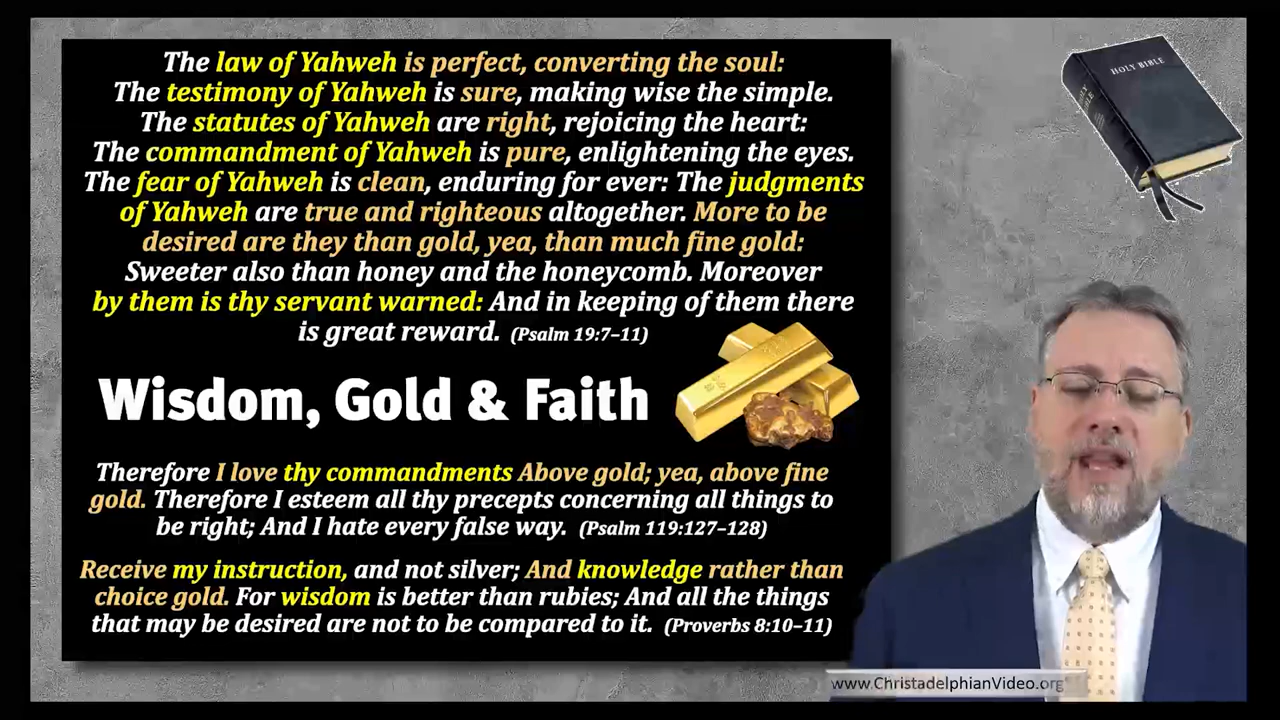 The law of Yahweh is perfect, converting the soul:
The testimony of Yahweh is sure, making wise the simple.
The statutes of Yahweh are right, rejoicing the heart:
The commandment of Yahweh is pure, enlightening the eyes.
The fear of Yahweh is clean, enduring for ever: The judgments
of Yahweh are true and righteous altogether. More to be
desired are they than gold, yea, than much fine gold:
Sweeter also than honey and the honeycomb. Moreover
by them is thy servant warned: And in keeping of them there
is great reward. (Psalm 19:7–11)
Wisdom, Gold & Faith
Therefore I love thy commandments Above gold; yea, above fine
gold. Therefore I esteem all thy precepts concerning all things to
be right; And I hate every false way. (Psalm 119:127–128)
Receive my instruction, and not silver; And knowledge rather than
choice gold. For wisdom is better than rubies; And all the things
that may be desired are not to be compared to it. (Proverbs 8:10–11)
HOLY BIBLE
www.ChristadelphianVideo.org